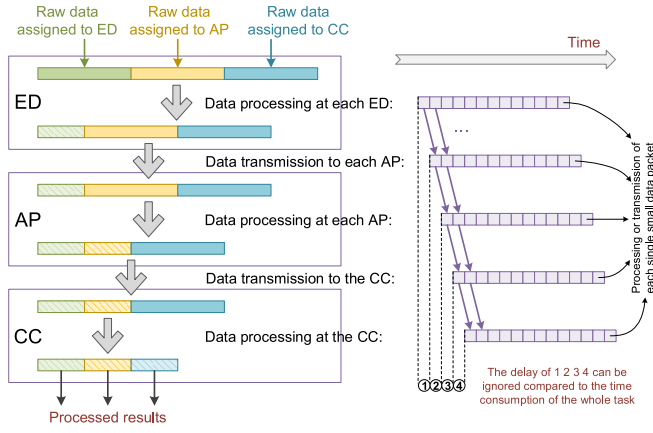 Raw data
assigned to ED
Raw data
assigned to AP
Raw data
assigned to CC
Time
ED
Data processing at each ED:
...
Data transmission to each AP:
AP
Data processing at each AP:
Data transmission to the CC:
CC
Data processing at the CC:
Processing or transmission of
each single small data packet
① ② ③ ④
The delay of 1 2 3 4 can be
ignored compared to the time
consumption of the whole task
Processed results